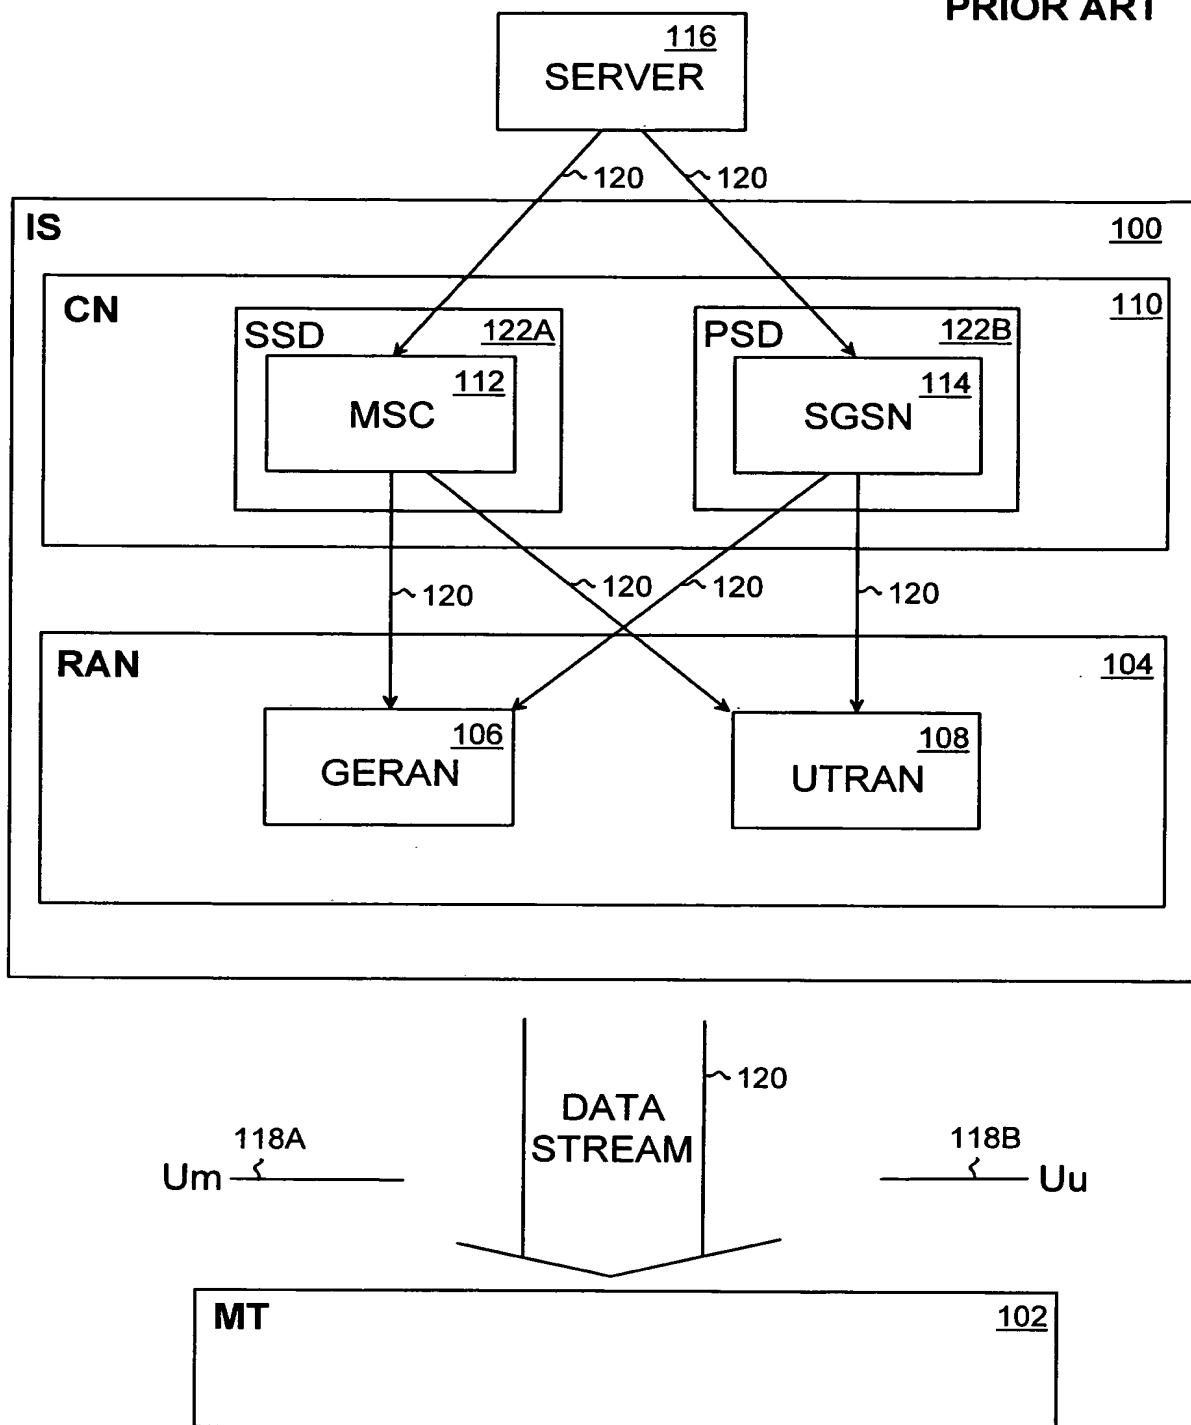 PRIOR ART
116
SERVER
120
120
IS
100
CN
110
SSD
122A
PSD
122B
112
MSC
114
SGSN
120
120
120
120
RAN
104
106
GERAN
108
UTRAN
120
DATA
STREAM
118A
Um
118B
Uu
MT
102